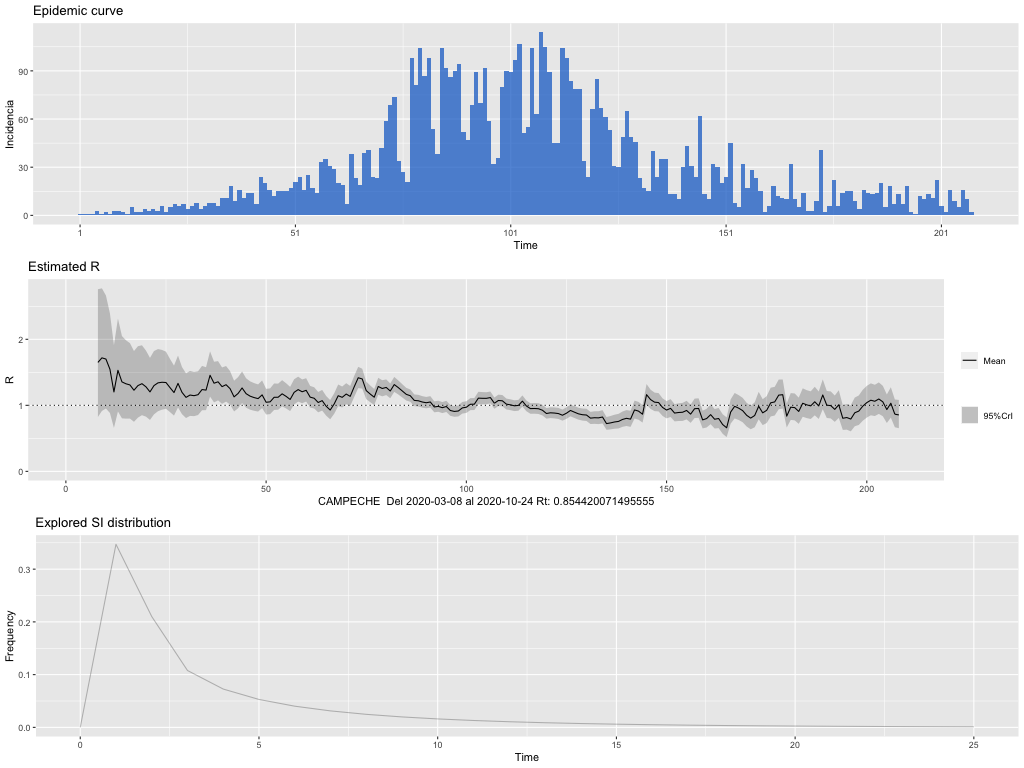 Epidemic curve
Incidencia
90
60
30
0
1 51 101 151 201
Time
Estimated R
R
2
1
0
0 50 100 150 200
Mean
95%CrI
CAMPECHE  Del 2020-03-08 al 2020-10-24 Rt: 0.854420071495555
Explored SI distribution
Frequency
0.3
0.2
0.1
0.0
0 5 10 15 20 25
Time